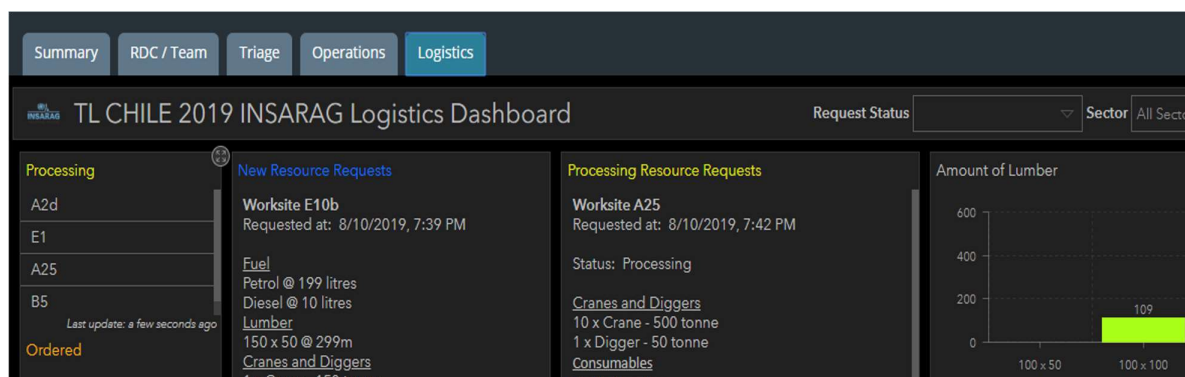 Summary RDC / Team Triage Operations Logistics
INSARAG TL CHILE 2019 INSARAG Logistics Dashboard Request Status Sector All Secto
Processing
A2d
E1
A25
B5
Last update: a few seconds ago
Ordered
New Resource Requests
Worksite E10b
Requested at: 8/10/2019, 7:39 PM
Fuel
Petrol @ 199 litres
Diesel @ 10 litres
Lumber
150 x 50 @ 299m
Cranes and Diggers
Processing Resource Requests
Worksite A25
Requested at: 8/10/2019, 7:42 PM
Status: Processing
Cranes and Diggers
10 x Crane - 500 tonne
1 x Digger - 50 tonne
Consumables
Amount of Lumber
600
400
200
0
109
100 x 50 100 x 100